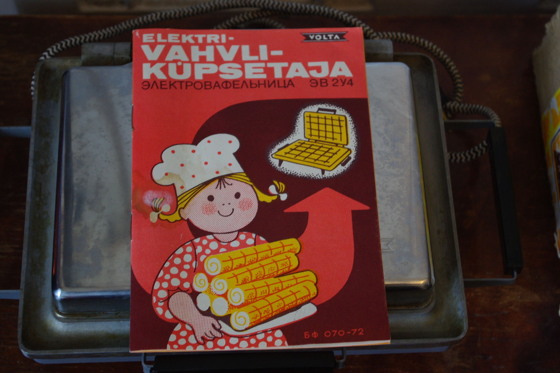 ELEKTRI-
VOLTA
VAHVLI-
KÜPSETAJA
ЭЛЕКТРОВАФЕЛЬНИЦА ЭВ 2У4
БФ 070-72